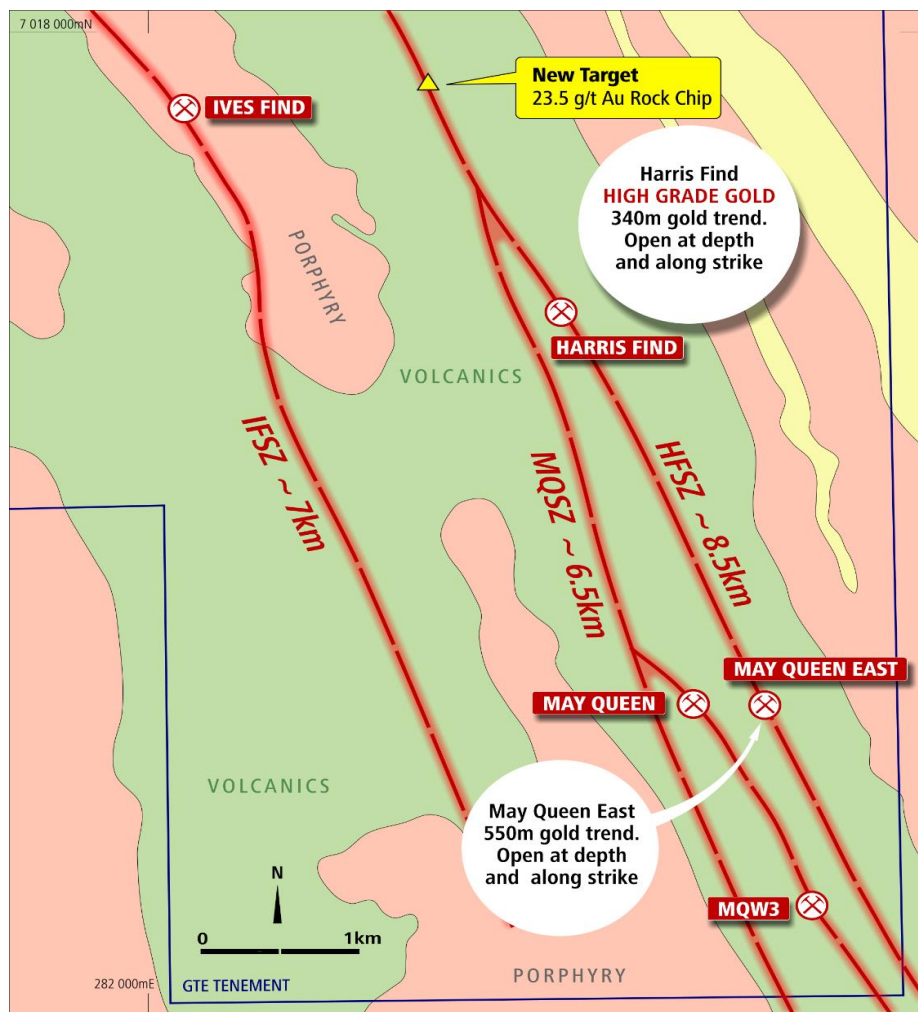 7 018 000mN
IVES FIND
New Target
23.5 g/t Au Rock Chip
Harris Find
HIGH GRADE GOLD
340m gold trend.
Open at depth
and along strike
PORPHYRY
HARRIS FIND
VOLCANICS
IFSZ ~ 7km
MQSZ ~ 6.5km
HFSZ ~ 8.5km
MAY QUEEN EAST
MAY QUEEN
VOLCANICS
May Queen East
550m gold trend.
Open at depth
and along strike
N
0 1km
MQW3
282 000mE
GTE TENEMENT
PORPHYRY